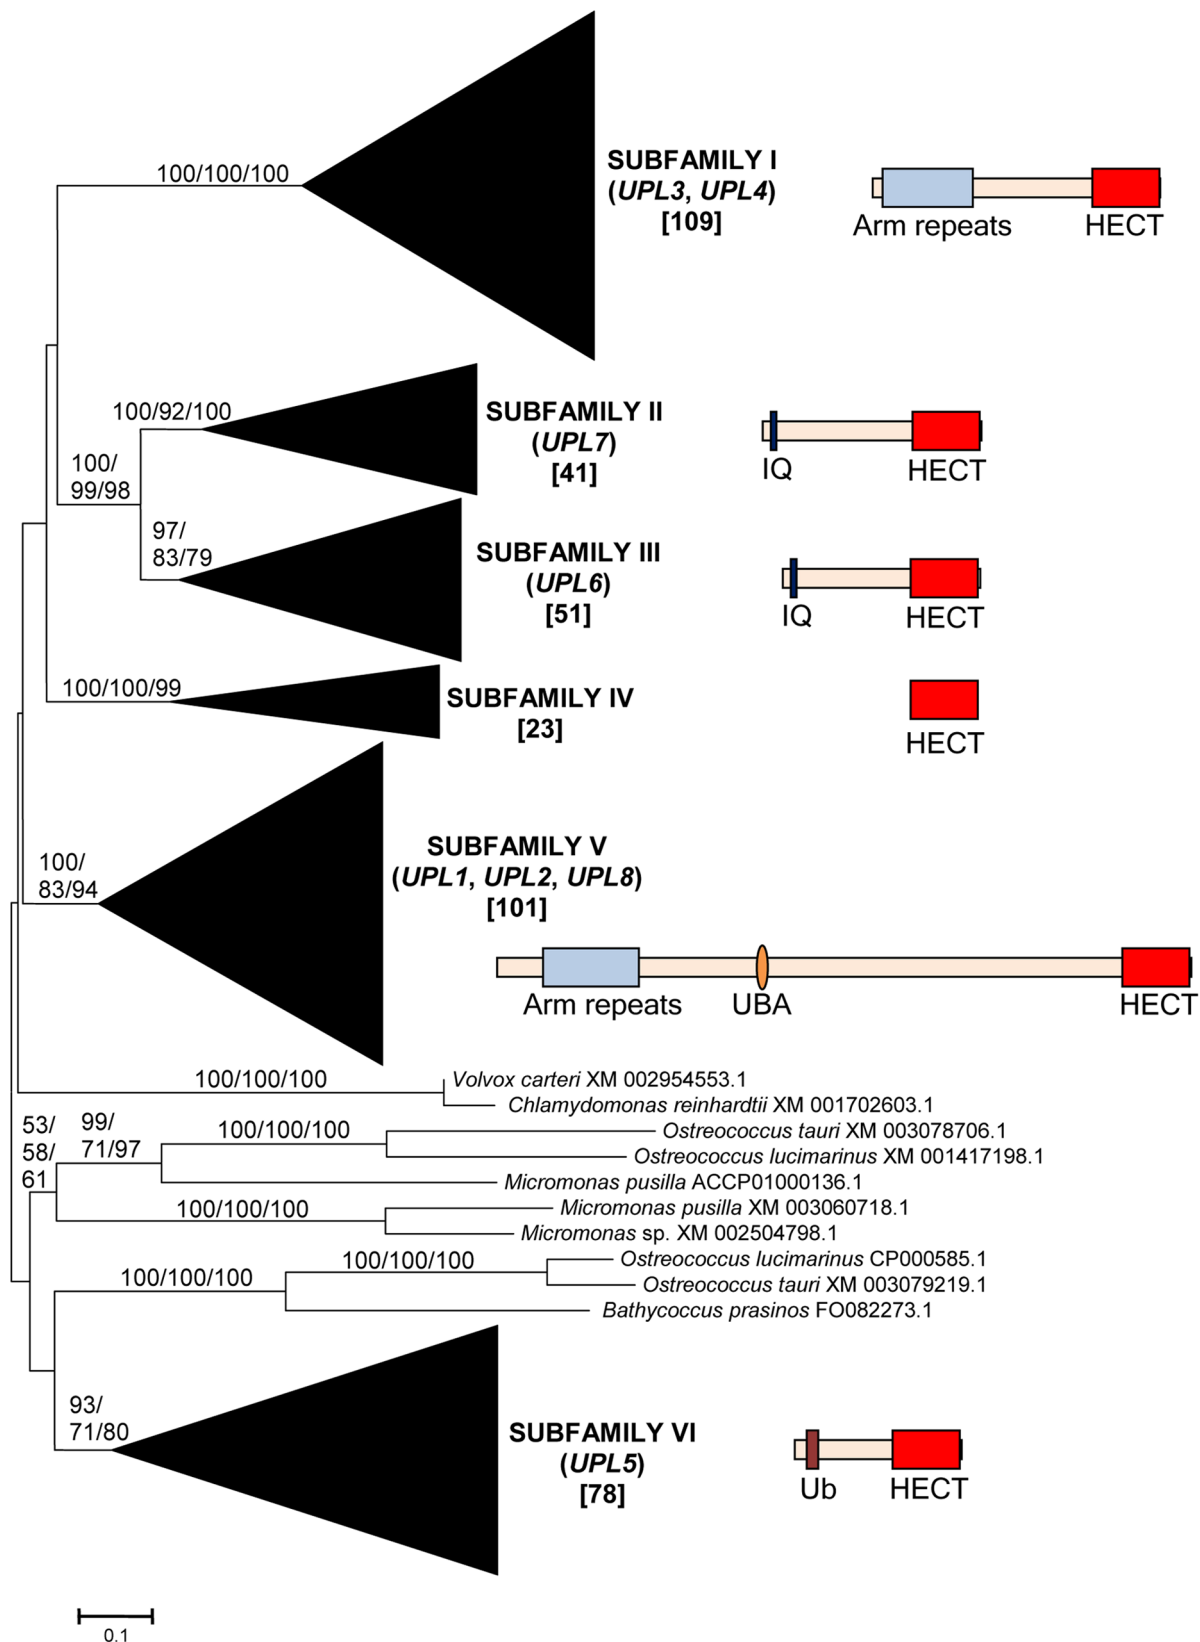 100/100/100
SUBFAMILY I
(UPL3, UPL4)
[109]
Arm repeats
HECT
100/92/100
SUBFAMILY II
(UPL7)
[41]
IQ
HECT
100/
99/98
97/
83/79
SUBFAMILY III
(UPL6)
[51]
IQ
HECT
100/100/99
SUBFAMILY IV
[23]
HECT
100/
83/94
SUBFAMILY V
(UPL1, UPL2, UPL8)
[101]
Arm repeats
UBA
HECT
100/100/100
Volvox carteri XM 002954553.1
Chlamydomonas reinhardtii XM 001702603.1
53/
58/
61
99/
71/97
100/100/100
Ostreococcus tauri XM 003078706.1
Ostreococcus lucimarinus XM 001417198.1
Micromonas pusilla ACCP01000136.1
100/100/100
Micromonas pusilla XM 003060718.1
Micromonas sp. XM 002504798.1
100/100/100
100/100/100
Ostreococcus lucimarinus CP000585.1
Ostreococcus tauri XM 003079219.1
Bathycoccus prasinos FO082273.1
93/
71/80
SUBFAMILY VI
(UPL5)
[78]
Ub
HECT
0.1